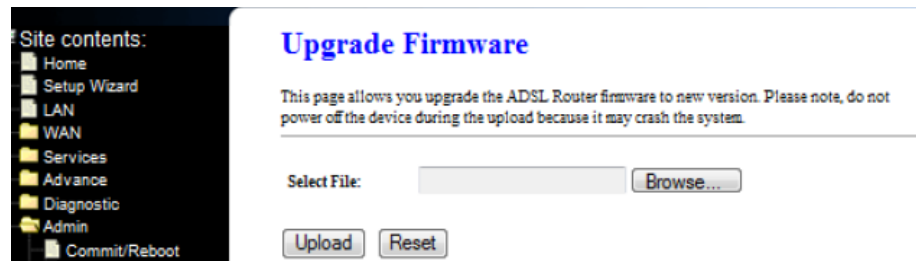 Site contents:
Home
Setup Wizard
LAN
WAN
Services
Advance
Diagnostic
Admin
Commit/Reboot
Upgrade Firmware
This page allows you upgrade the ADSL Router firmware to new version. Please note, do not
power off the device during the upload because it may crash the system.
Select File:
Browse...
Upload
Reset